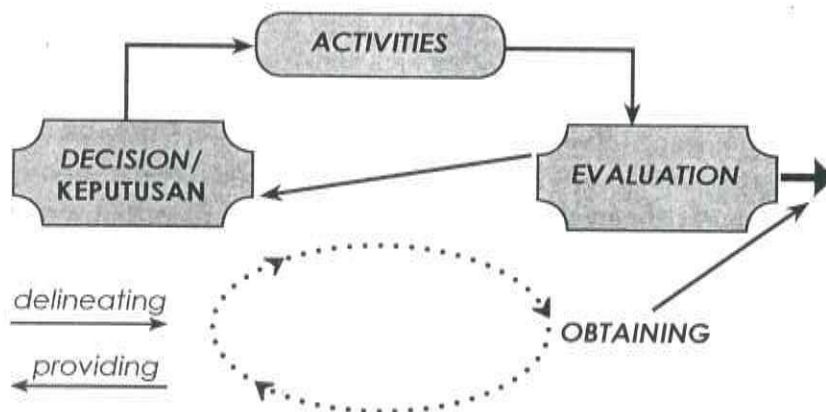 ACTIVITIES
DECISION/
KEPUTUSAN
EVALUATION
delineating
OBTAINING
providing